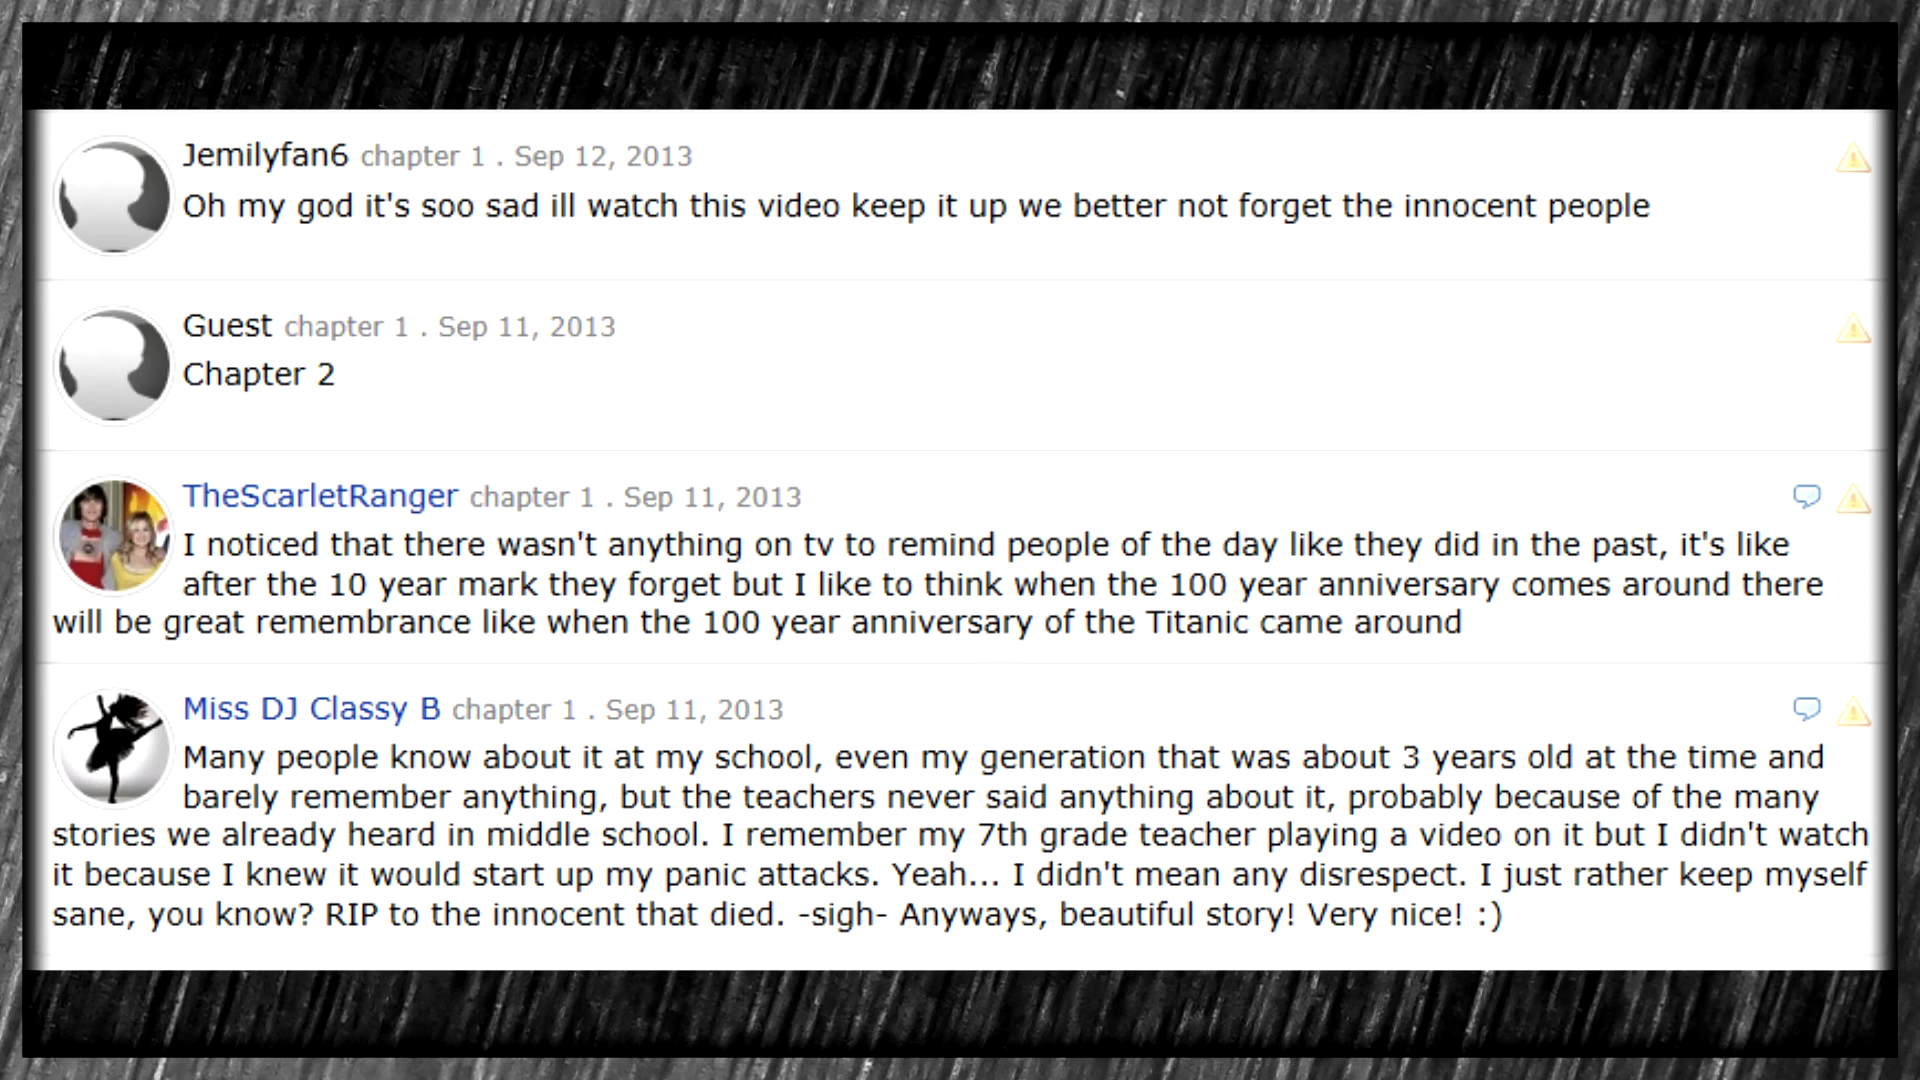 Jemilyfan6 chapter 1 . Sep 12, 2013
Oh my god it's soo sad ill watch this video keep it up we better not forget the innocent people
Guest chapter 1 . Sep 11, 2013
Chapter 2
TheScarletRanger chapter 1 . Sep 11, 2013
I noticed that there wasn't anything on tv to remind people of the day like they did in the past, it's like
after the 10 year mark they forget but I like to think when the 100 year anniversary comes around there
will be great remembrance like when the 100 year anniversary of the Titanic came around
Miss DJ Classy B chapter 1 . Sep 11, 2013
Many people know about it at my school, even my generation that was about 3 years old at the time and
barely remember anything, but the teachers never said anything about it, probably because of the many
stories we already heard in middle school. I remember my 7th grade teacher playing a video on it but I didn't watch
it because I knew it would start up my panic attacks. Yeah... I didn't mean any disrespect. I just rather keep myself
sane, you know? RIP to the innocent that died. -sigh- Anyways, beautiful story! Very nice! :)